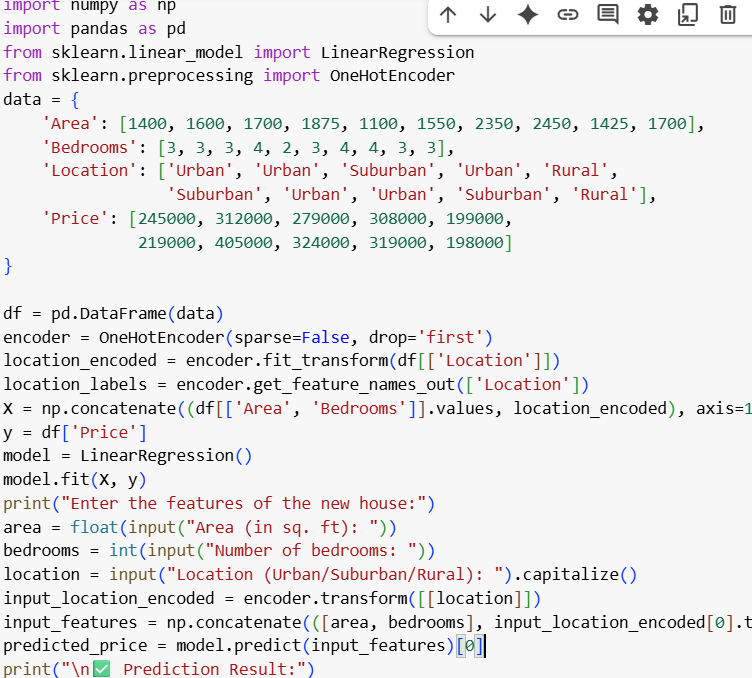 import numpy as np
import pandas as pd
from sklearn.linear_model import LinearRegression
from sklearn.preprocessing import OneHotEncoder
data = {
    'Area': [1400, 1600, 1700, 1875, 1100, 1550, 2350, 2450, 1425, 1700],
    'Bedrooms': [3, 3, 3, 4, 2, 3, 4, 4, 3, 3],
    'Location': ['Urban', 'Urban', 'Suburban', 'Urban', 'Rural',
                 'Suburban', 'Urban', 'Urban', 'Suburban', 'Rural'],
    'Price': [245000, 312000, 279000, 308000, 199000,
              219000, 405000, 324000, 319000, 198000]
}

df = pd.DataFrame(data)
encoder = OneHotEncoder(sparse=False, drop='first')
location_encoded = encoder.fit_transform(df[['Location']])
location_labels = encoder.get_feature_names_out(['Location'])
X = np.concatenate((df[['Area', 'Bedrooms']].values, location_encoded), axis=1
y = df['Price']
model = LinearRegression()
model.fit(X, y)
print("Enter the features of the new house:")
area = float(input("Area (in sq. ft): "))
bedrooms = int(input("Number of bedrooms: "))
location = input("Location (Urban/Suburban/Rural): ").capitalize()
input_location_encoded = encoder.transform([[location]])
input_features = np.concatenate(([area, bedrooms], input_location_encoded[0].t
predicted_price = model.predict(input_features)[0]
print("\n✅ Prediction Result:")